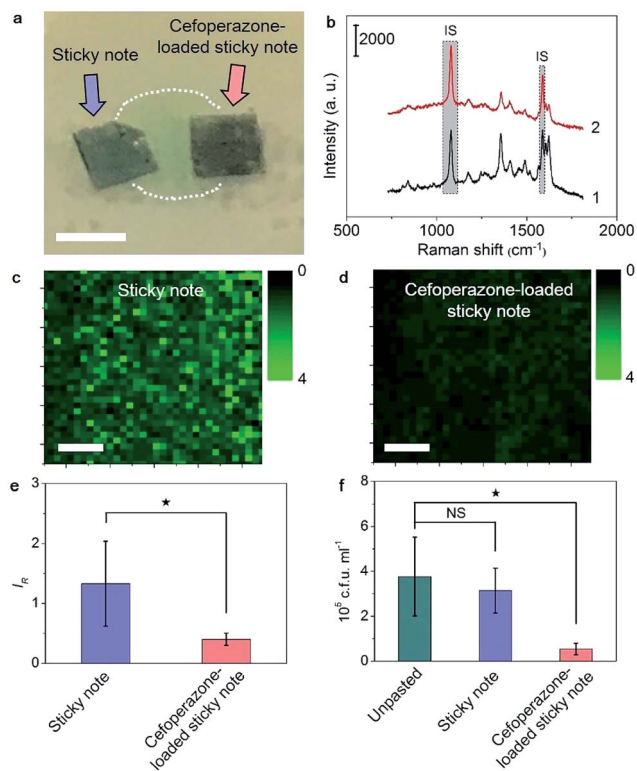 a
Sticky note
Cefoperazone-
loaded sticky note
b
2000
IS
IS
2
1
Intensity (a. u.)
500
1000
1500
2000
Raman shift (cm⁻¹)
c
Sticky note
0
4
d
Cefoperazone-loaded
sticky note
0
4
e
3
2
1
0
I_R
★
Sticky note
Cefoperazone-
loaded sticky note
f
8
6
4
2
0
10⁵ c.f.u. ml⁻¹
★
NS
Unpasted
Sticky note
Cefoperazone-
loaded sticky note